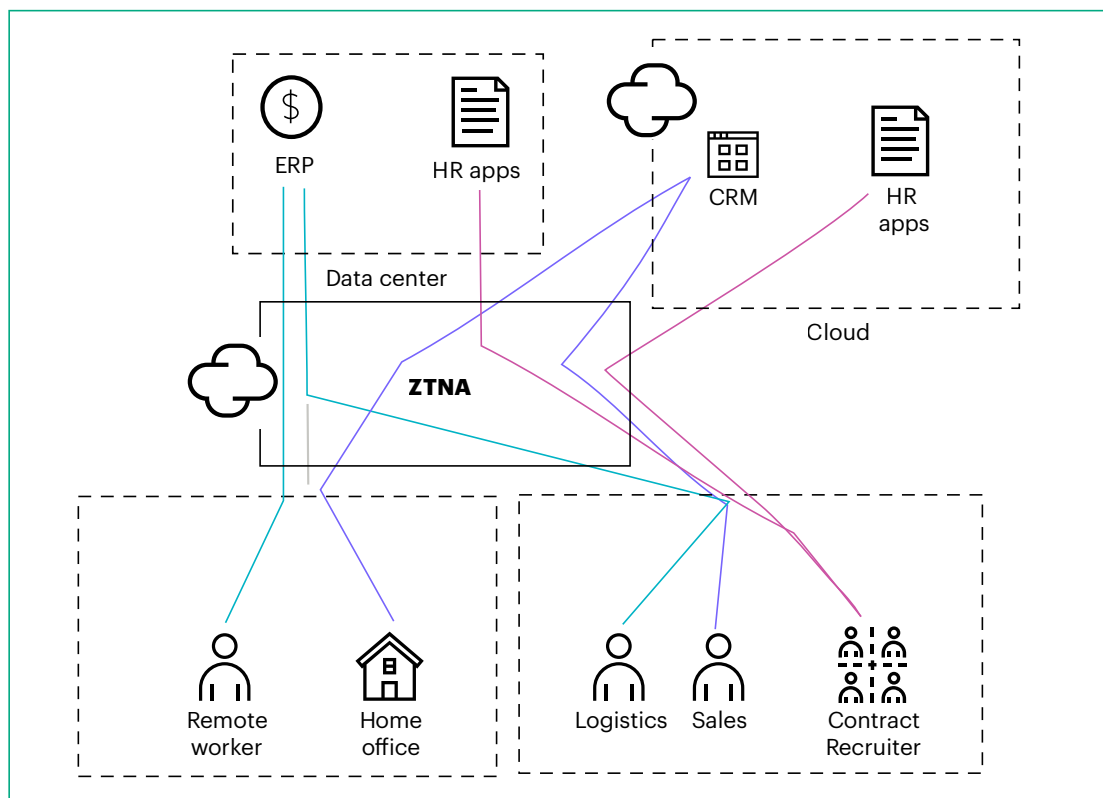 $
ERP
HR apps
CRM
HR
apps
Data center
Cloud
ZTNA
Remote
worker
Home
office
Logistics
Sales
Contract
Recruiter